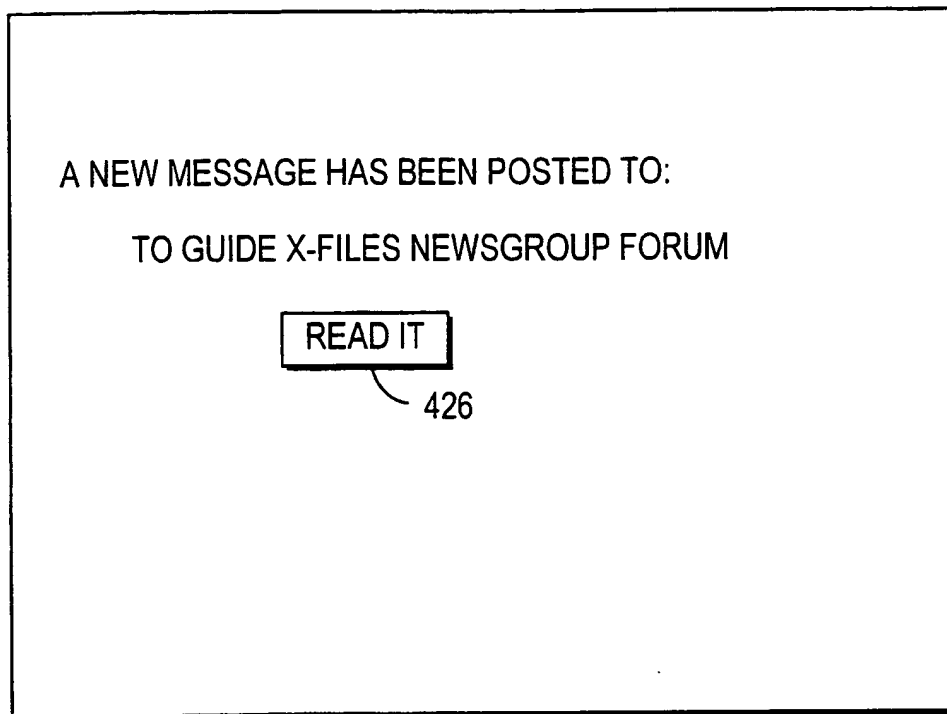 A NEW MESSAGE HAS BEEN POSTED TO:
TO GUIDE X-FILES NEWSGROUP FORUM
READ IT
426